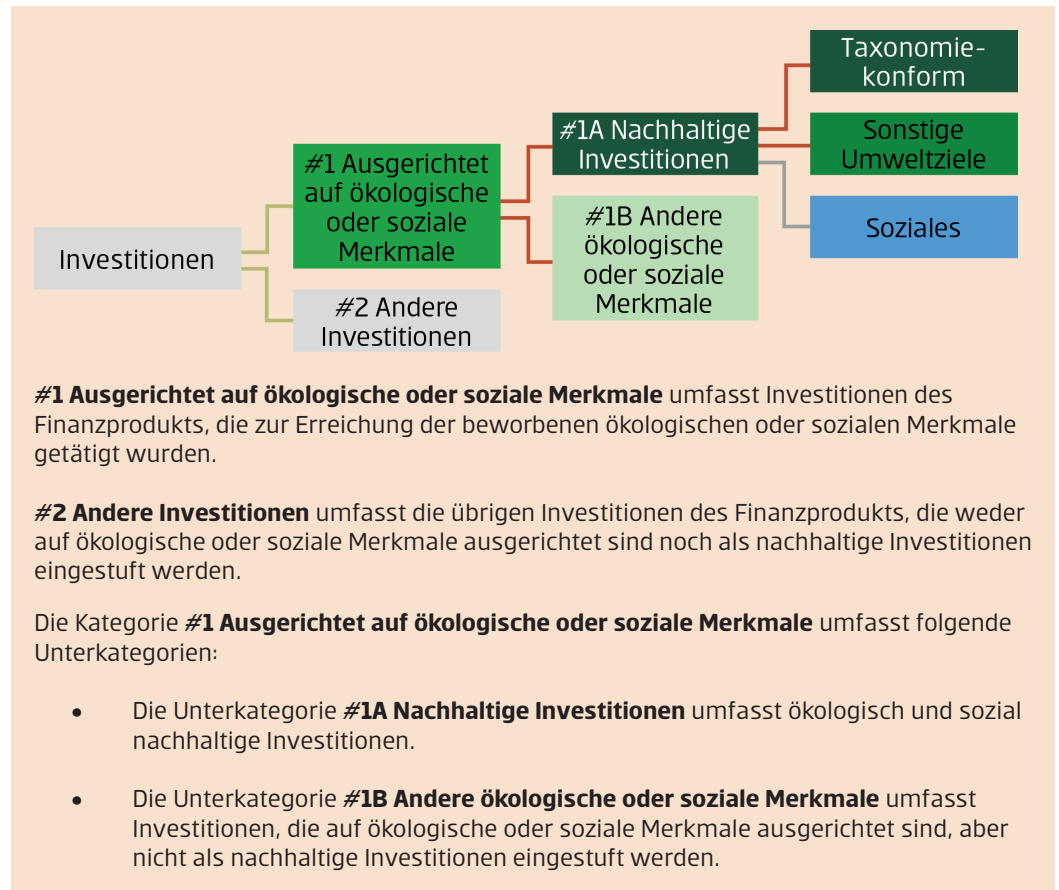 Taxonomie-
konform
#1A Nachhaltige
Investitionen
Sonstige
Umweltziele
#1 Ausgerichtet
auf ökologische
oder soziale
Merkmale
#1B Andere
ökologische
oder soziale
Merkmale
Soziales
Investitionen
#2 Andere
Investitionen
#1 Ausgerichtet auf ökologische oder soziale Merkmale umfasst Investitionen des
Finanzprodukts, die zur Erreichung der beworbenen ökologischen oder sozialen Merkmale
getätigt wurden.
#2 Andere Investitionen umfasst die übrigen Investitionen des Finanzprodukts, die weder
auf ökologische oder soziale Merkmale ausgerichtet sind noch als nachhaltige Investitionen
eingestuft werden.
Die Kategorie #1 Ausgerichtet auf ökologische oder soziale Merkmale umfasst folgende
Unterkategorien:
• Die Unterkategorie #1A Nachhaltige Investitionen umfasst ökologisch und sozial
nachhaltige Investitionen.
• Die Unterkategorie #1B Andere ökologische oder soziale Merkmale umfasst
Investitionen, die auf ökologische oder soziale Merkmale ausgerichtet sind, aber
nicht als nachhaltige Investitionen eingestuft werden.